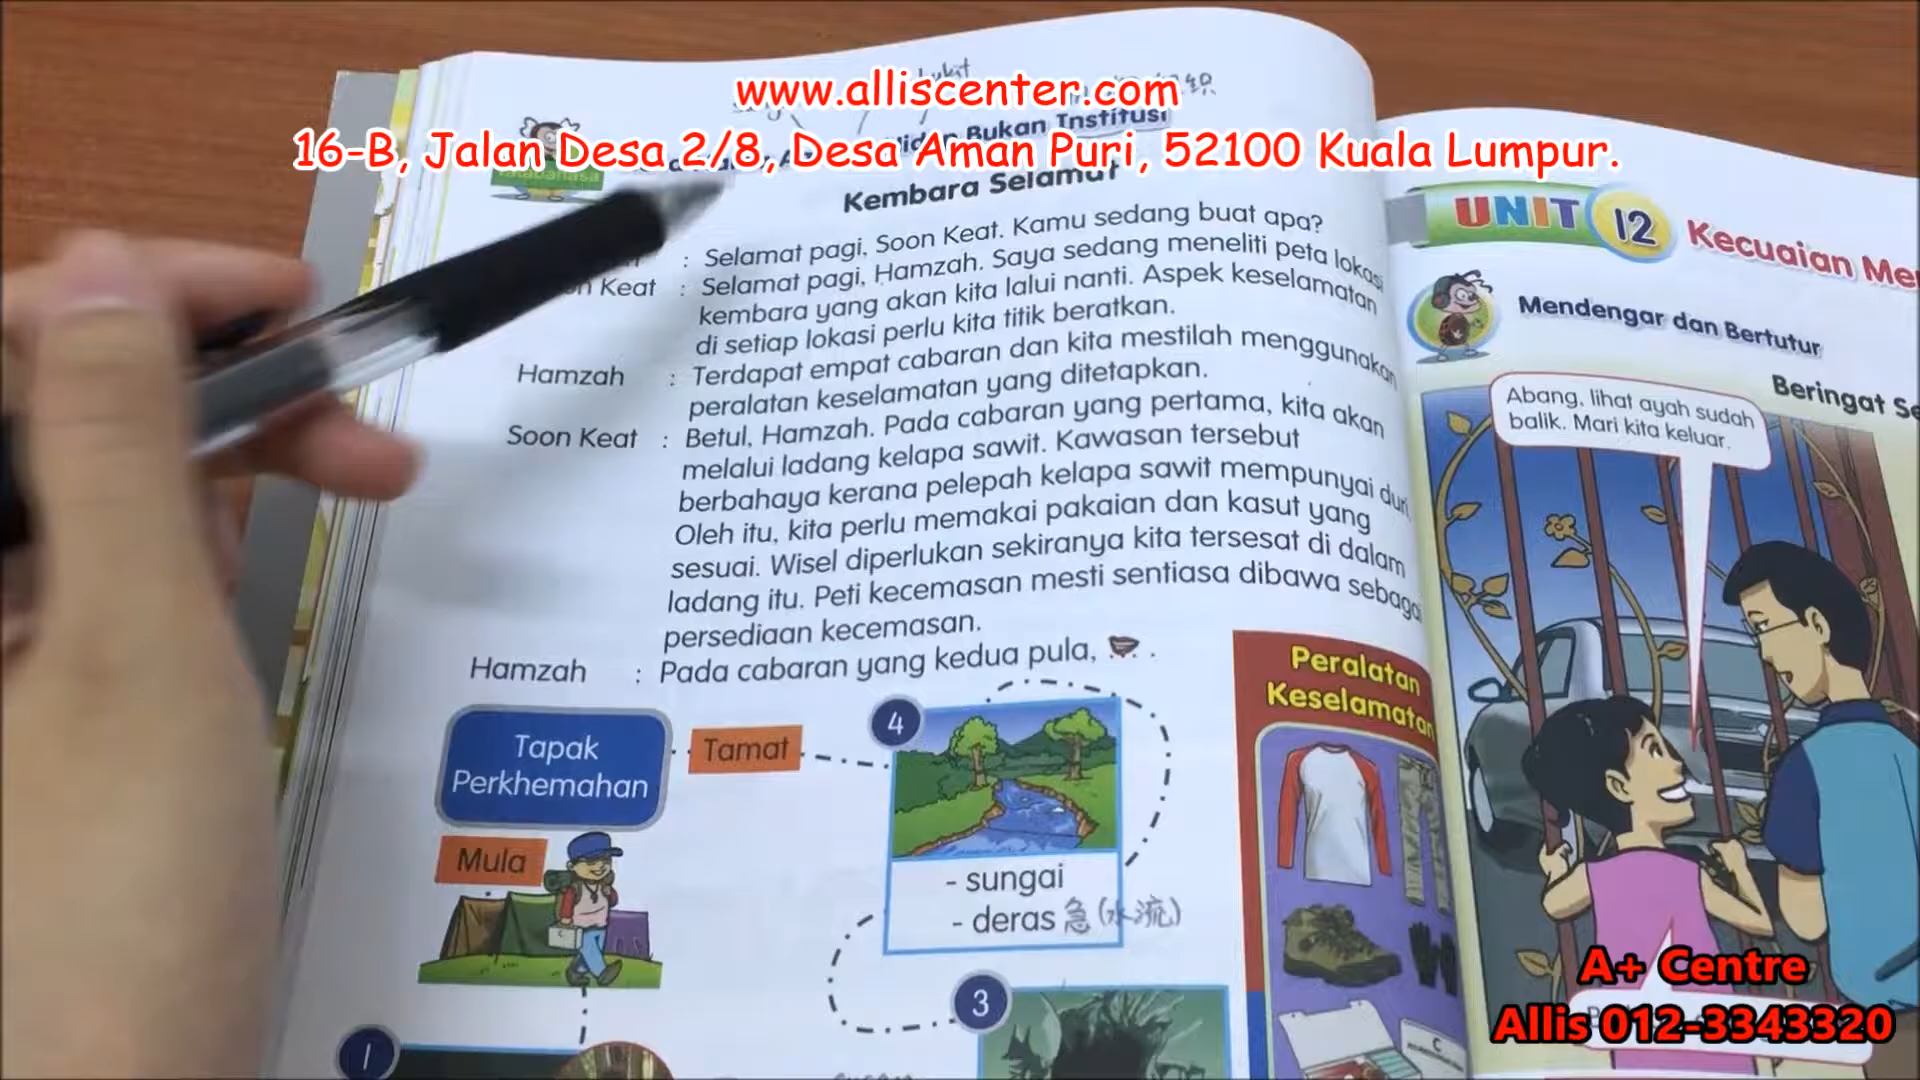 www.alliscenter.com
16-B, Jalan Desa 2/8, Desa Aman Puri, 52100 Kuala Lumpur.
bukit
Bukan Institusi
Tatabahasa
Kembara Selamat
: Selamat pagi, Soon Keat. Kamu sedang buat apa?
Keat : Selamat pagi, Hamzah. Saya sedang meneliti peta lokasi
kembara yang akan kita lalui nanti. Aspek keselamatan
di setiap lokasi perlu kita titik beratkan.
Hamzah : Terdapat empat cabaran dan kita mestilah menggunakan
peralatan keselamatan yang ditetapkan.
Soon Keat : Betul, Hamzah. Pada cabaran yang pertama, kita akan
melalui ladang kelapa sawit. Kawasan tersebut
berbahaya kerana pelepah kelapa sawit mempunyai duri
Oleh itu, kita perlu memakai pakaian dan kasut yang
sesuai. Wisel diperlukan sekiranya kita tersesat di dalam
ladang itu. Peti kecemasan mesti sentiasa dibawa sebaga
persediaan kecemasan.
Hamzah : Pada cabaran yang kedua pula, ... .
Tapak
Perkhemahan
Tamat
Mula
4
- sungai
- deras 急(水流)
3
1
Peralatan
Keselamatan
C
UNIT 12 Kecuaian Me
Mendengar dan Bertutur
Beringat Se
Abang, lihat ayah sudah
balik. Mari kita keluar.
A+ Centre
Allis 012-3343320